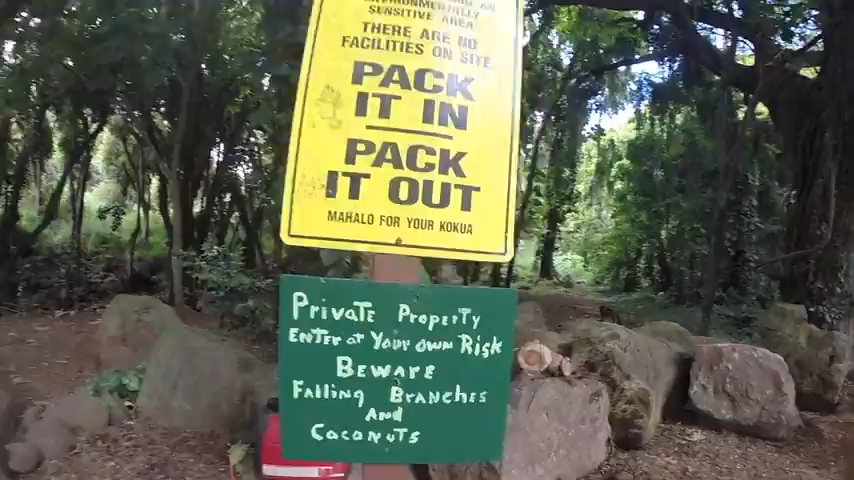 ENVIRONMENTALLY
SENSITIVE AREA
THERE ARE NO
FACILITIES ON SITE
PACK
IT IN
PACK
IT OUT
MAHALO FOR YOUR KOKUA
Private Property
Enter at Your own Risk
Beware
Falling Branches
And
Coconuts